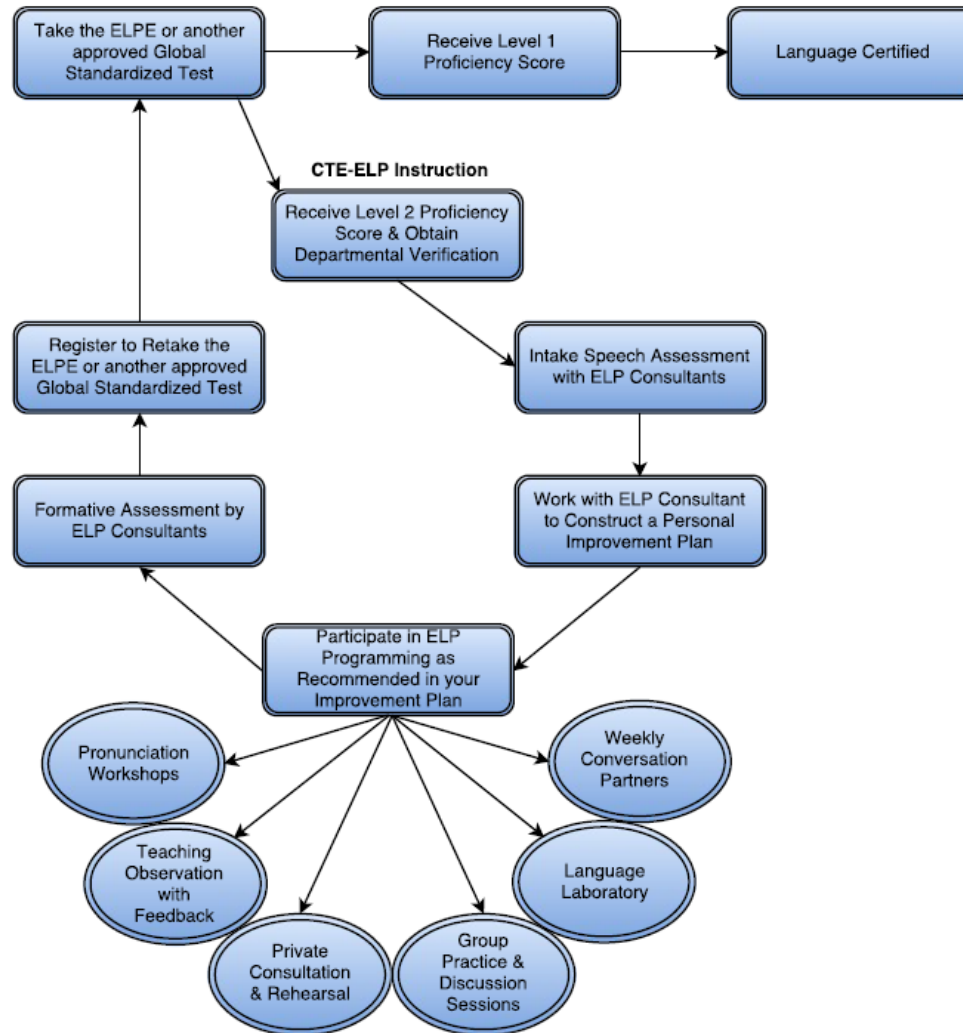 Take the ELPE or another
approved Global
Standardized Test
Receive Level 1
Proficiency Score
Language Certified
CTE-ELP Instruction
Receive Level 2 Proficiency
Score & Obtain
Departmental Verification
Register to Retake the
ELPE or another approved
Global Standardized Test
Intake Speech Assessment
with ELP Consultants
Formative Assessment by
ELP Consultants
Work with ELP Consultant
to Construct a Personal
Improvement Plan
Participate in ELP
Programming as
Recommended in your
Improvement Plan
Pronunciation
Workshops
Weekly
Conversation
Partners
Teaching
Observation
with
Feedback
Language
Laboratory
Private
Consultation
& Rehearsal
Group
Practice &
Discussion
Sessions